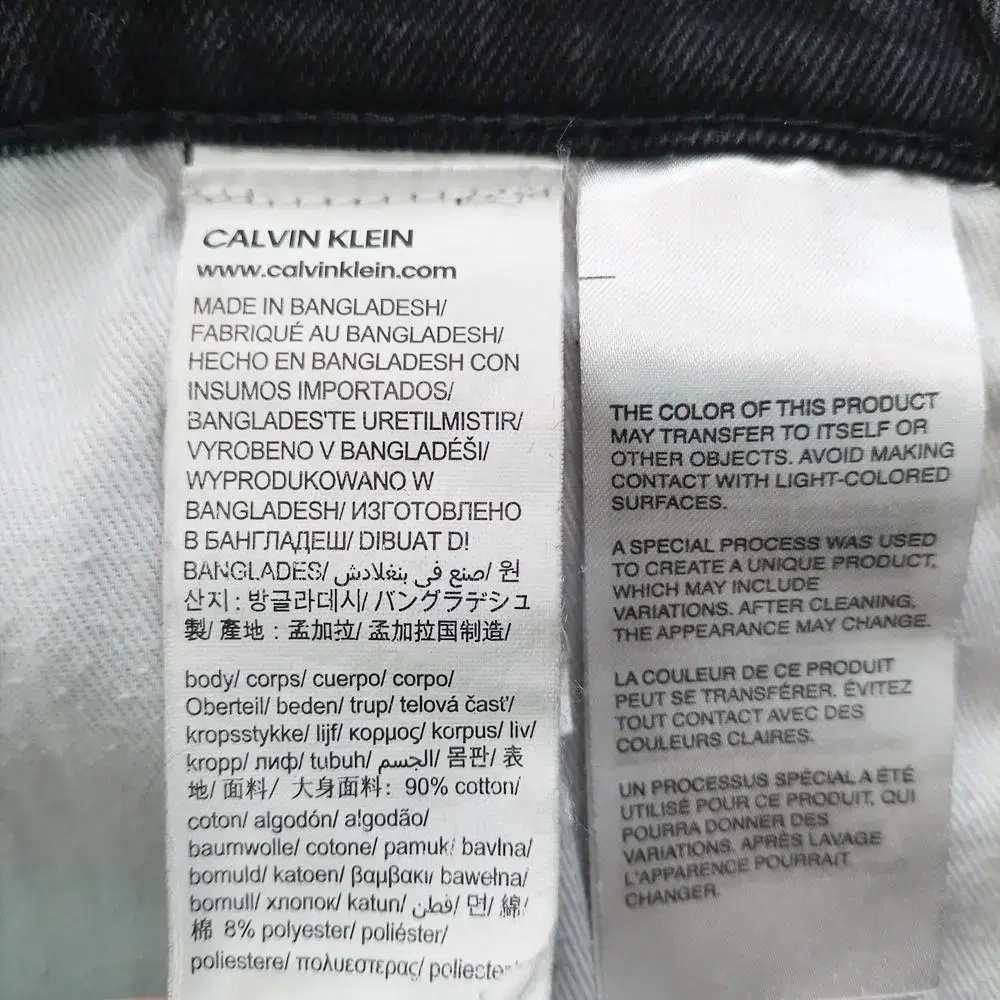 CALVIN KLEIN
www.calvinklein.com
MADE IN BANGLADESH/
FABRIQUÉ AU BANGLADESH/
HECHO EN BANGLADESH CON
INSUMOS IMPORTADOS/
BANGLADES'TE URETILMISTIR/
VYROBENO V BANGLADÉŠI/
WYPRODUKOWANO W
BANGLADESH/ ИЗГОТОВЛЕНО
В БАНГЛАДЕШ/ DIBUAT DI
BANGLADES/ صنع في بنغلادش/ 원
산지 : 방글라데시/ バングラデシュ
製/ 產地 : 孟加拉/ 孟加拉国制造/
body/ corps/ cuerpo/ corpo/
Oberteil/ beden/ trup/ telová časť/
kropsstykke/ lijf/ κορμος/ korpus/ liv/
kropp/ лиф/ tubuh/ الجسم/ 몸판/ 表
地/ 面料/ 大身面料: 90% cotton/
coton/ algodón/ algodão/
baumwolle/ cotone/ pamuk/ bavlna/
bomuld/ katoen/ βαμβακι/ bawełna/
bomull/ хлопок/ katun/ قطن/ 면/ 綿/
棉 8% polyester/ poliéster/
poliestere/ πολυεστερας/ poliester
THE COLOR OF THIS PRODUCT
MAY TRANSFER TO ITSELF OR
OTHER OBJECTS. AVOID MAKING
CONTACT WITH LIGHT-COLORED
SURFACES.
A SPECIAL PROCESS WAS USED
TO CREATE A UNIQUE PRODUCT,
WHICH MAY INCLUDE
VARIATIONS. AFTER CLEANING,
THE APPEARANCE MAY CHANGE.
LA COULEUR DE CE PRODUIT
PEUT SE TRANSFÉRER. ÉVITEZ
TOUT CONTACT AVEC DES
COULEURS CLAIRES.
UN PROCESSUS SPÉCIAL A ÉTÉ
UTILISÉ POUR CE PRODUIT, QUI
POURRA DONNER DES
VARIATIONS. APRÈS LAVAGE
L'APPARENCE POURRAIT
CHANGER.